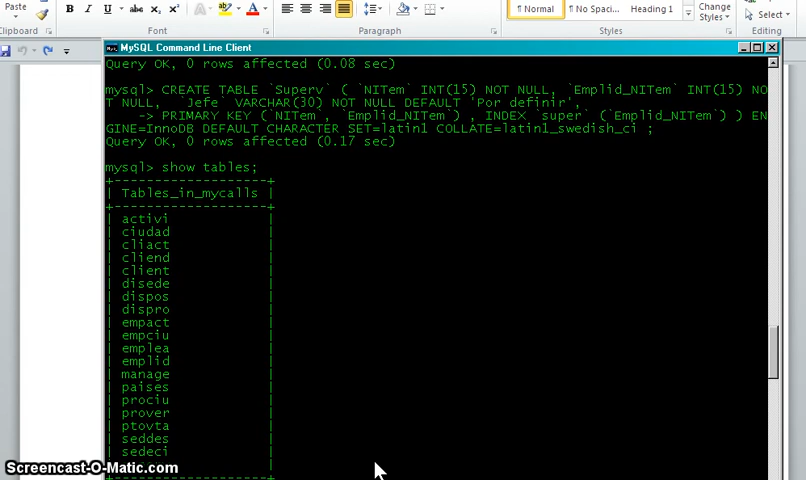 Paste
B I U abc X₂ X² A A
Clipboard Font Paragraph Styles Editing
¶ Normal ¶ No Spac... Heading 1 Change Styles Select
MySQL Command Line Client
Query OK, 0 rows affected (0.08 sec)
mysql> CREATE TABLE `Superv` ( `NITem` INT(15) NOT NULL, `Emplid_NITem` INT(15) NO
T NULL, `Jefe` VARCHAR(30) NOT NULL DEFAULT 'Por definir',
-> PRIMARY KEY (`NITem`, `Emplid_NITem`) , INDEX `super` (`Emplid_NITem`) ) EN
GINE=InnoDB DEFAULT CHARACTER SET=latin1 COLLATE=latin1_swedish_ci ;
Query OK, 0 rows affected (0.17 sec)
mysql> show tables;
+-------------------+
| Tables_in_mycalls |
+-------------------+
| activi |
| ciudad |
| cliact |
| cliend |
| client |
| disede |
| dispos |
| dispro |
| empact |
| empciu |
| emplea |
| emplid |
| manage |
| paises |
| prociu |
| prover |
| ptovta |
| seddes |
| sedeci |
Screencast-O-Matic.com